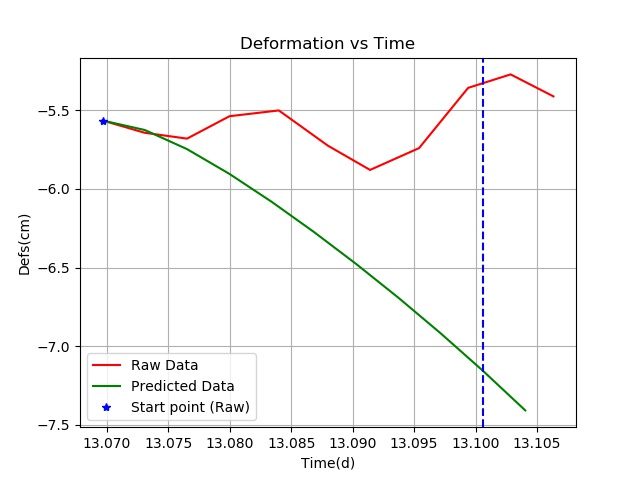 Deformation vs Time
Defs(cm)
−5.5
−6.0
−6.5
−7.0
−7.5
Raw Data
Predicted Data
Start point (Raw)
13.070 13.075 13.080 13.085 13.090 13.095 13.100 13.105
Time(d)